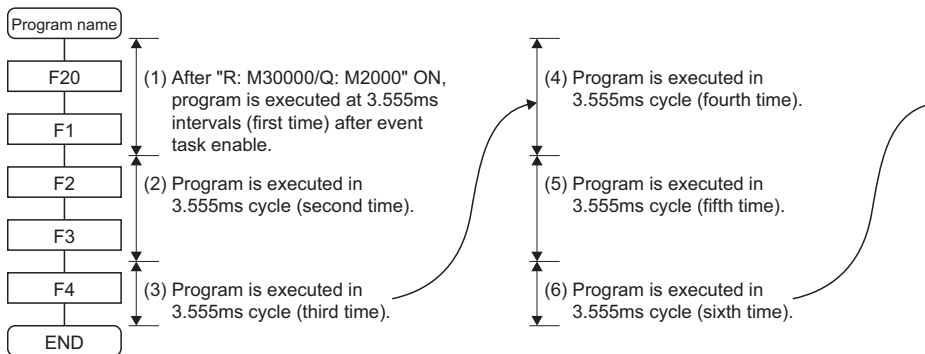 Program name
F20
F1
F2
F3
F4
END
(1) After "R: M30000/Q: M2000" ON,
program is executed at 3.555ms
intervals (first time) after event
task enable.
(2) Program is executed in
3.555ms cycle (second time).
(3) Program is executed in
3.555ms cycle (third time).
(4) Program is executed in
3.555ms cycle (fourth time).
(5) Program is executed in
3.555ms cycle (fifth time).
(6) Program is executed in
3.555ms cycle (sixth time).